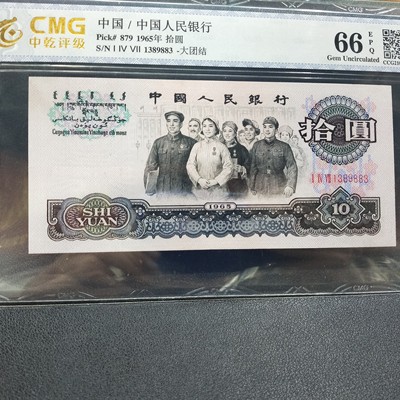 CMG
中乾评级
中国 / 中国人民银行
Pick# 879 1965年 拾圆
S/N I IV VII 1389883 -大团结
66 E P Q
Gem Uncirculated
中國人民銀行
拾圓
I IV VII 1389883
SHI
YUAN
1965
10